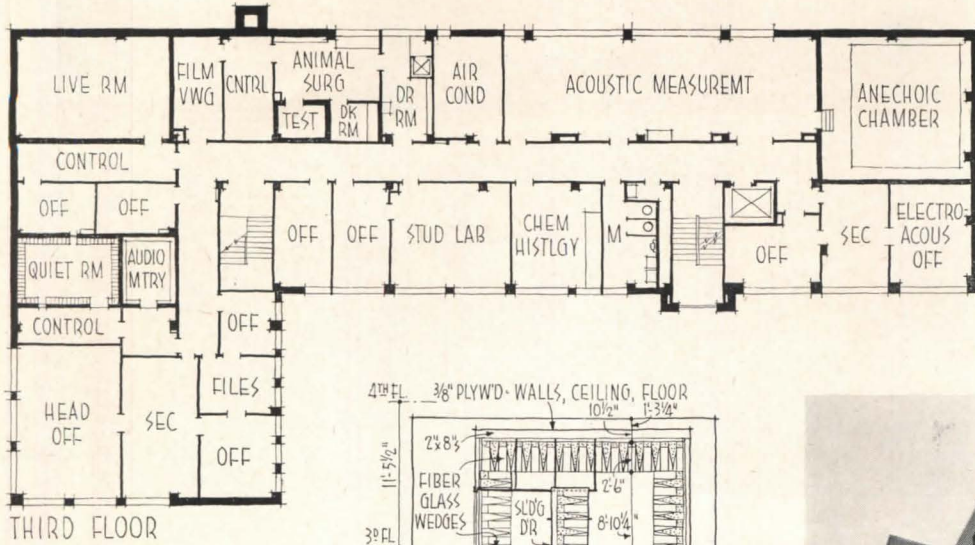 LIVE RM
FILM
VWG
CNTRL
ANIMAL
SURG
TEST
DK
RM
DR
RM
AIR
COND
ACOUSTIC MEASUREMT
ANECHOIC
CHAMBER
CONTROL
OFF
OFF
OFF
OFF
STUD LAB
CHEM
HISTLGY
M
OFF
SEC
ELECTRO-
ACOUS
OFF
QUIET RM
AUDIO
MTRY
CONTROL
OFF
HEAD
OFF
SEC
FILES
OFF
THIRD FLOOR
4TH FL
3/8" PLYW'D - WALLS, CEILING, FLOOR
10½"
1'-3¼"
2"x8's
11'-5½"
FIBER
GLASS
WEDGES
2'-6"
SL'D'G
D'R
8'-10¼"
3D FL